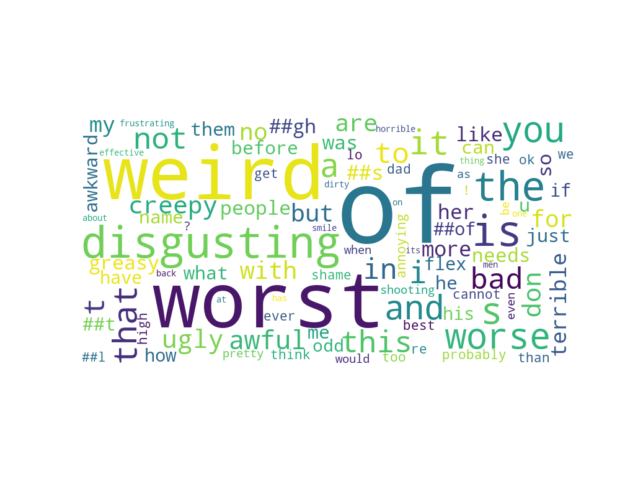 my frustrating them no ##gh are horrible it like you
awkward not before was can she ok we
effective weird a ##s to lo dad thing so the
get dirty as ! if
creepy people but of her u for
about name ? on ##of be one just
disgusting smile annoying is
greasy what with in i more needs
have back shame when its flex he men bad don terrible
t that at has shooting cannot s
##t high worst ever and his even
ugly awful me this best worse
##l how pretty think odd would too re probably than